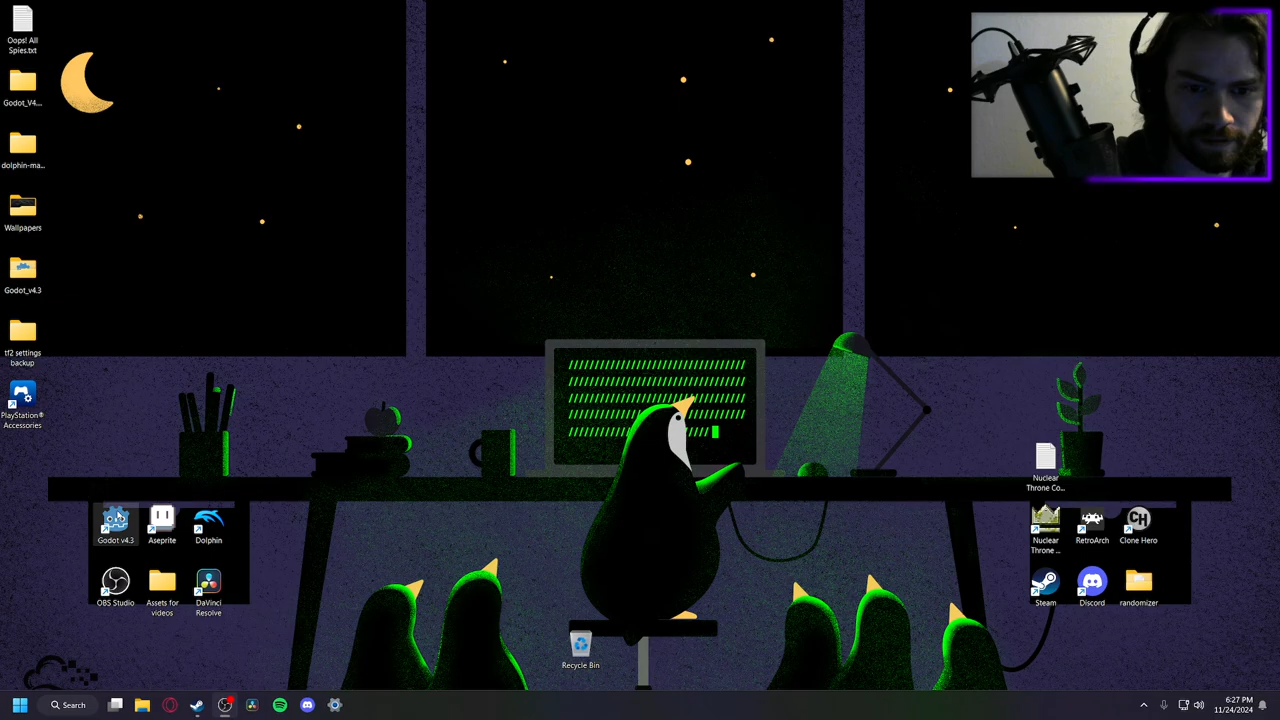 Oops! All
Spies.txt
Godot_V4....
dolphin-ma...
Wallpapers
Godot_v4.3
tf2 settings
backup
PlayStation®
Accessories
//////////////////////////////////
//////////////////////////////////
//////////////////////////////////
//////////////////////////////////
Nuclear
Throne Co...
Godot v4.3
Aseprite
Dolphin
Nuclear
Throne ...
RetroArch
CH
Clone Hero
OBS Studio
Assets for
videos
DaVinci
Resolve
Steam
Discord
randomizer
Recycle Bin
Search
6:27 PM
11/24/2024